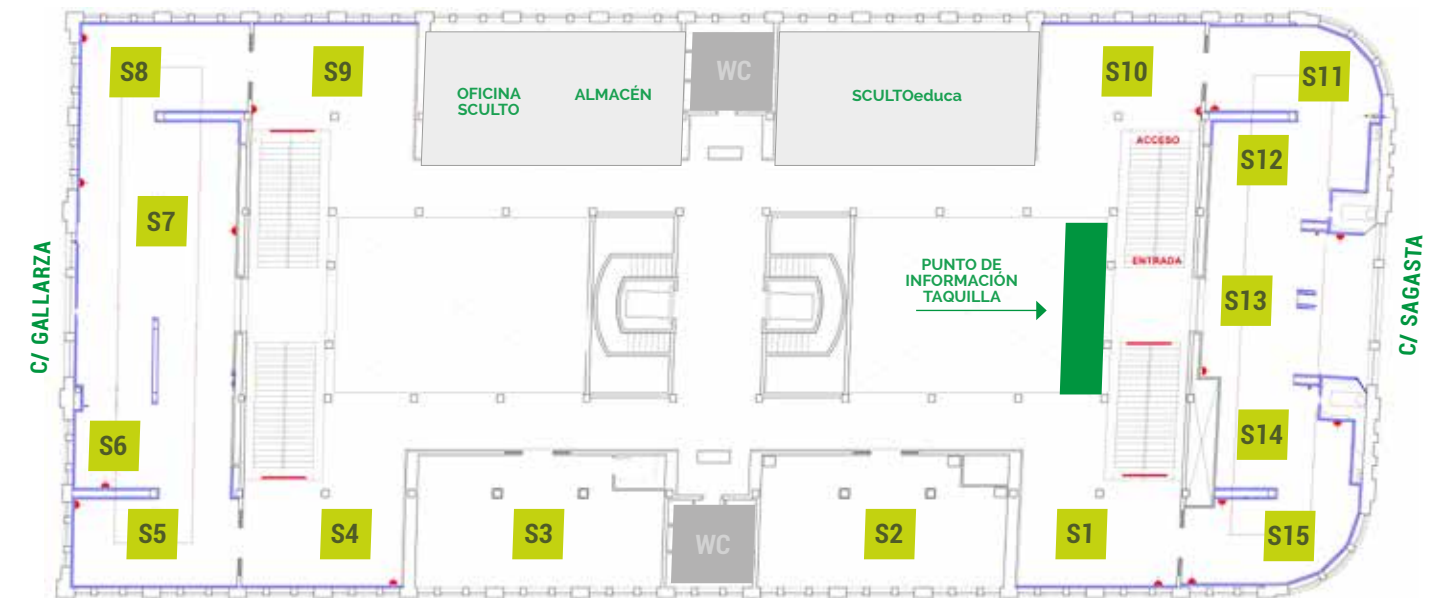 S8
S9
OFICINA
SCULTO
ALMACÉN
WC
SCULTOeduca
S10
S11
ACCESO
S12
S7
C/ GALLARZA
PUNTO DE
INFORMACIÓN
TAQUILLA
ENTRADA
S13
C/ SAGASTA
S6
S14
S5
S4
S3
WC
S2
S1
S15